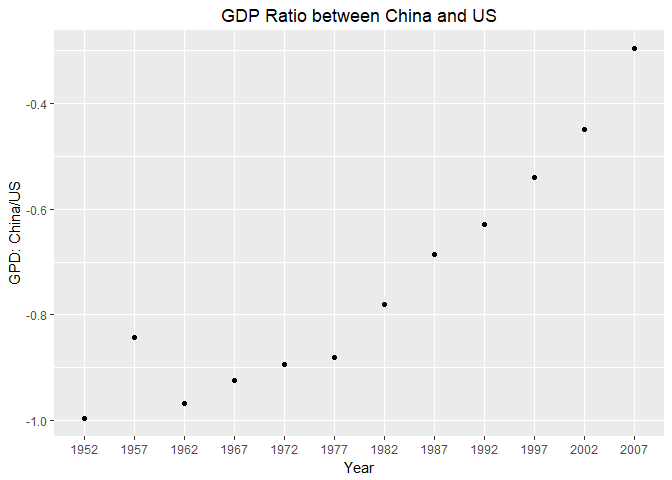 GDP Ratio between China and US
GPD: China/US
-0.4
-0.6
-0.8
-1.0
1952 1957 1962 1967 1972 1977 1982 1987 1992 1997 2002 2007
Year